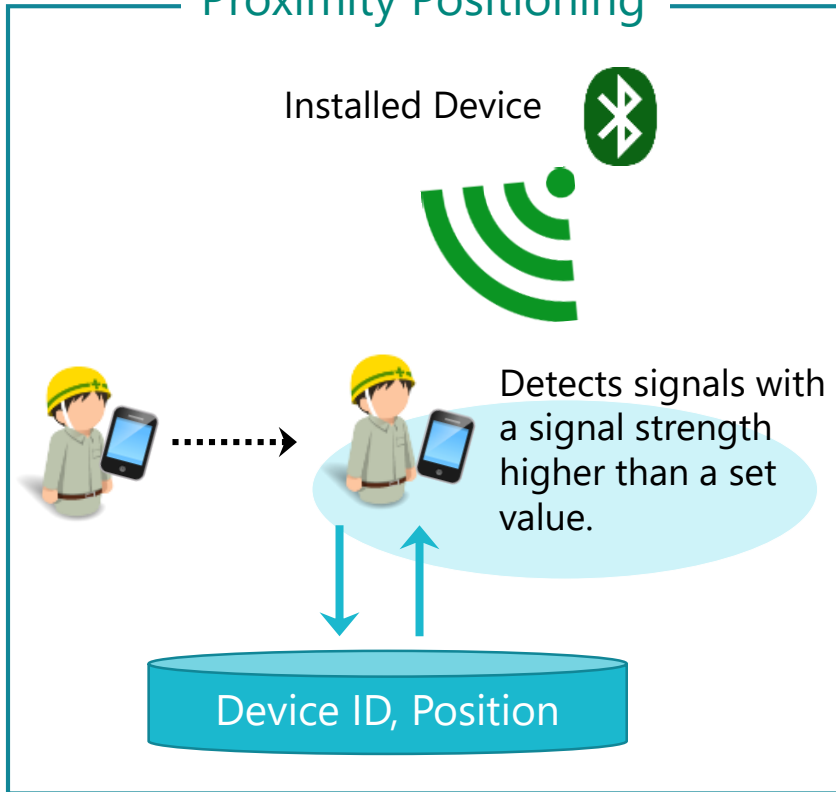 Proximity Positioning
Installed Device
Detects signals with
a signal strength
higher than a set
value.
Device ID, Position